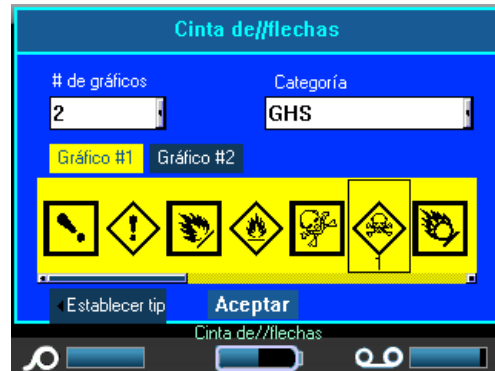 Cinta de//flechas
# de gráficos Categoría
2 GHS
Gráfico #1 Gráfico #2
Establecer tip Aceptar
Cinta de//flechas